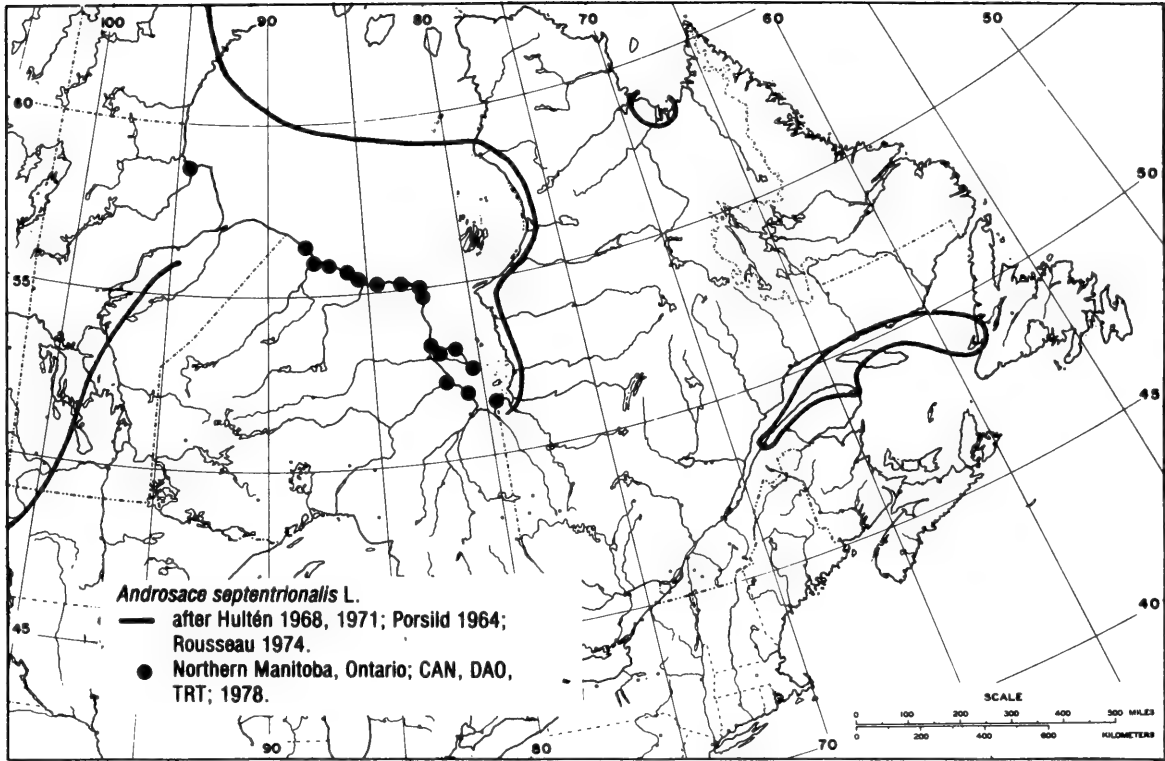 100
90
80
70
60
50
60
50
55
45
Androsace septentrionalis L.
after Hultén 1968, 1971; Porsild 1964;
Rousseau 1974.
Northern Manitoba, Ontario; CAN, DAO,
TRT; 1978.
45
40
SCALE
0 100 200 300 400 500 MILES
0 200 400 600 KILOMETERS
90
80
70